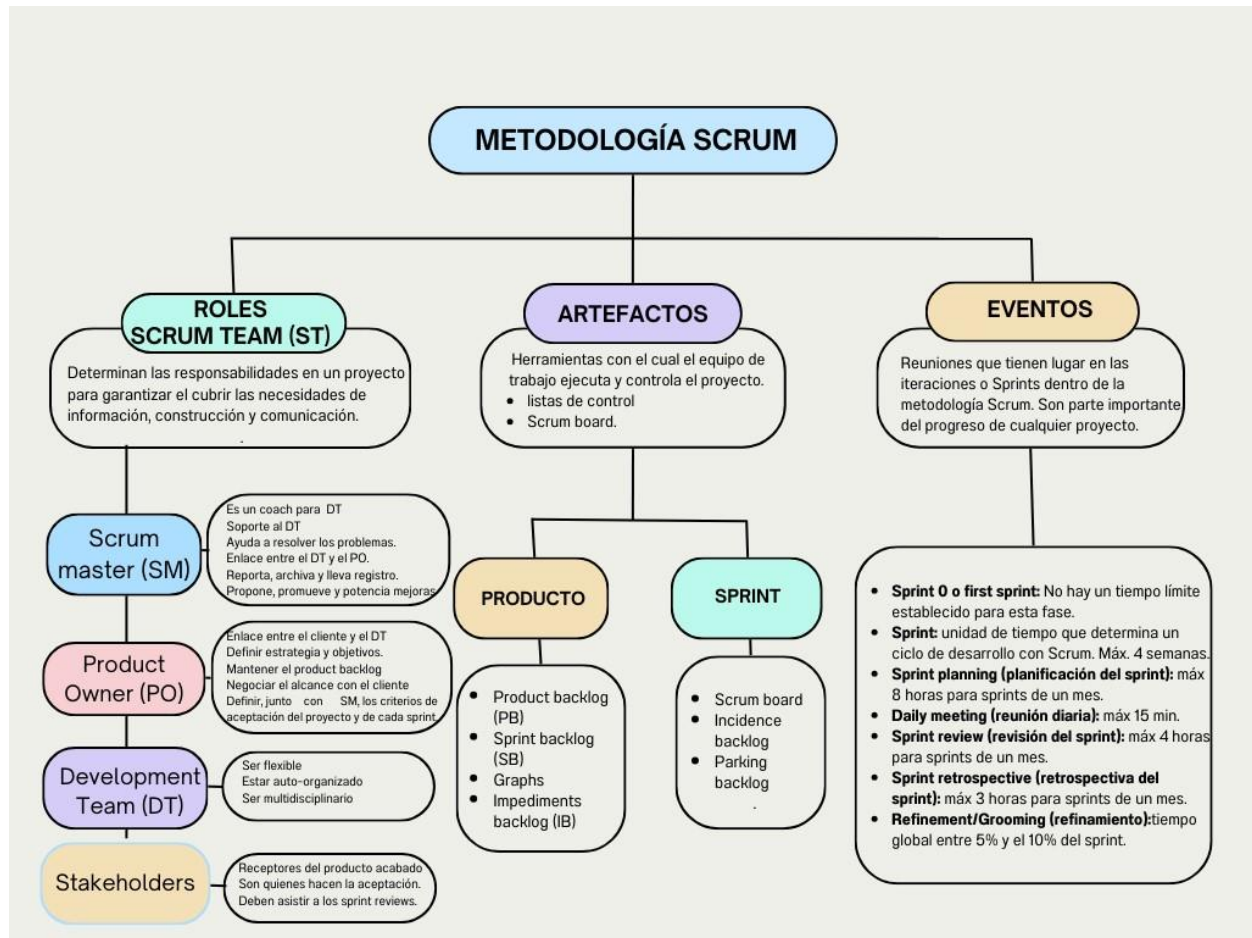 METODOLOGÍA SCRUM
ROLES
SCRUM TEAM (ST)
Determinan las responsabilidades en un proyecto
para garantizar el cubrir las necesidades de
información, construcción y comunicación.
.
Scrum
master (SM)
Es un coach para DT
Soporte al DT
Ayuda a resolver los problemas.
Enlace entre el DT y el PO.
Reporta, archiva y lleva registro.
Propone, promueve y potencia mejoras
Product
Owner (PO)
Enlace entre el cliente y el DT
Definir estrategia y objetivos.
Mantener el product backlog
Negociar el alcance con el cliente
Definir, junto con SM, los criterios de
aceptación del proyecto y de cada sprint.
Development
Team (DT)
Ser flexible
Estar auto-organizado
Ser multidisciplinario
Stakeholders
Receptores del producto acabado
Son quienes hacen la aceptación.
Deben asistir a los sprint reviews.
ARTEFACTOS
Herramientas con el cual el equipo de
trabajo ejecuta y controla el proyecto.
• listas de control
• Scrum board.
PRODUCTO
• Product backlog
(PB)
• Sprint backlog
(SB)
• Graphs
• Impediments
backlog (IB)
SPRINT
• Scrum board
• Incidence
backlog
• Parking
backlog
.
EVENTOS
Reuniones que tienen lugar en las
iteraciones o Sprints dentro de la
metodología Scrum. Son parte importante
del progreso de cualquier proyecto.
• Sprint 0 o first sprint: No hay un tiempo límite
establecido para esta fase.
• Sprint: unidad de tiempo que determina un
ciclo de desarrollo con Scrum. Máx. 4 semanas.
• Sprint planning (planificación del sprint): máx
8 horas para sprints de un mes.
• Daily meeting (reunión diaria): máx 15 min.
• Sprint review (revisión del sprint): máx 4 horas
para sprints de un mes.
• Sprint retrospective (retrospectiva del
sprint): máx 3 horas para sprints de un mes.
• Refinement/Grooming (refinamiento):tiempo
global entre 5% y el 10% del sprint.